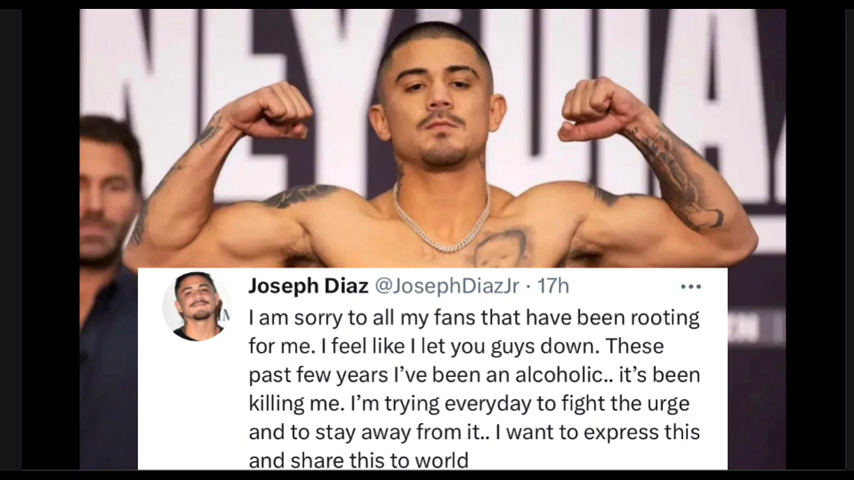 NEY DIAZ
Joseph Diaz @JosephDiazJr · 17h
I am sorry to all my fans that have been rooting
for me. I feel like I let you guys down. These
past few years I've been an alcoholic.. it's been
killing me. I'm trying everyday to fight the urge
and to stay away from it.. I want to express this
and share this to world